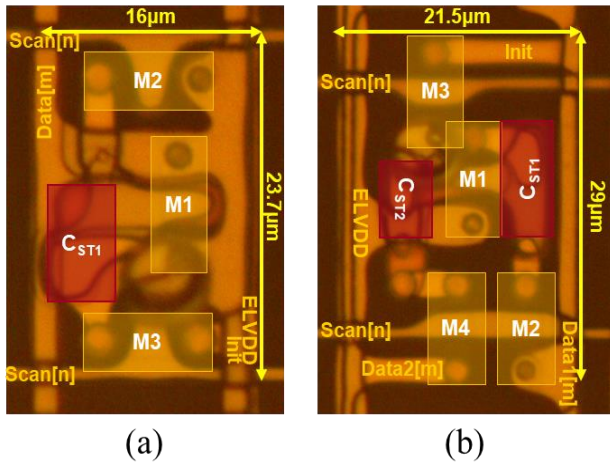 16μm
Scan[n]
M2
Data[m]
M1
23.7μm
CST1
ELVDD
Init
M3
Scan[n]
(a)
21.5μm
Init
Scan[n]
M3
CST1
M1
CST2
ELVDD
29μm
Scan[n]
M4
M2
Data2[m]
Data1[m]
(b)